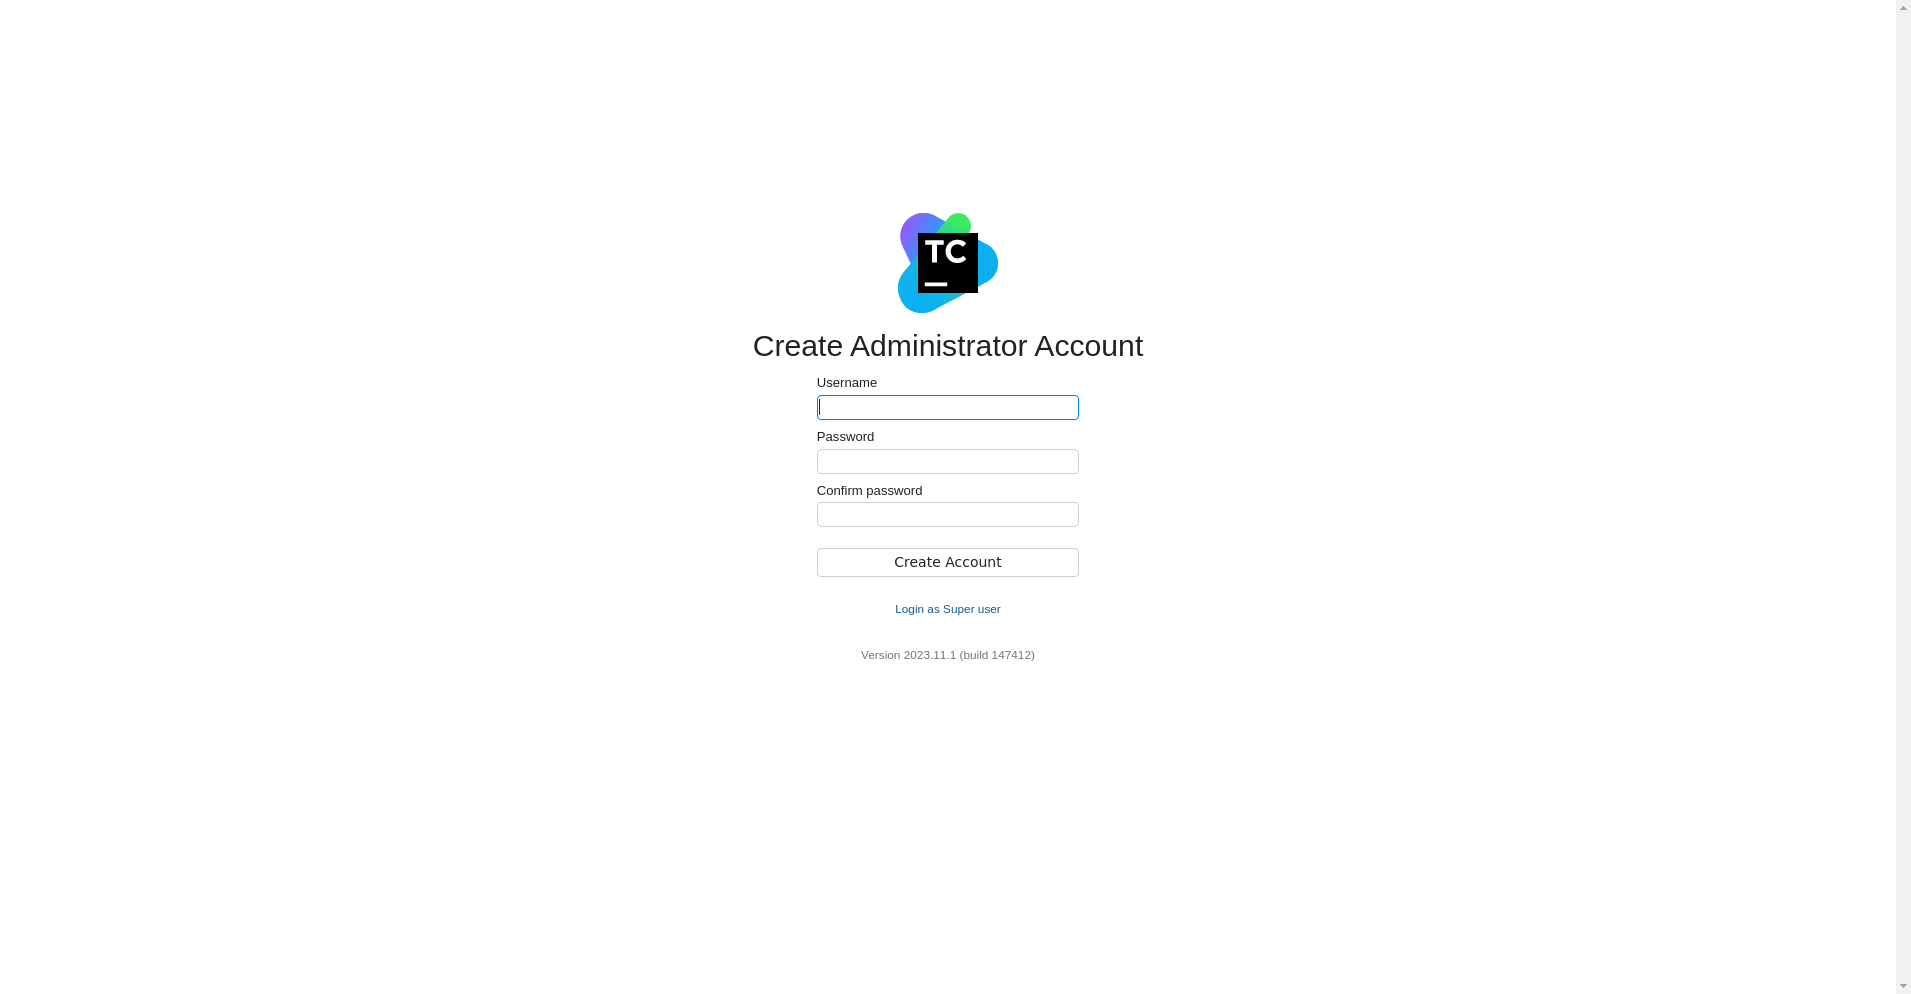 TC
Create Administrator Account
Username
Password
Confirm password
Create Account
Login as Super user
Version 2023.11.1 (build 147412)